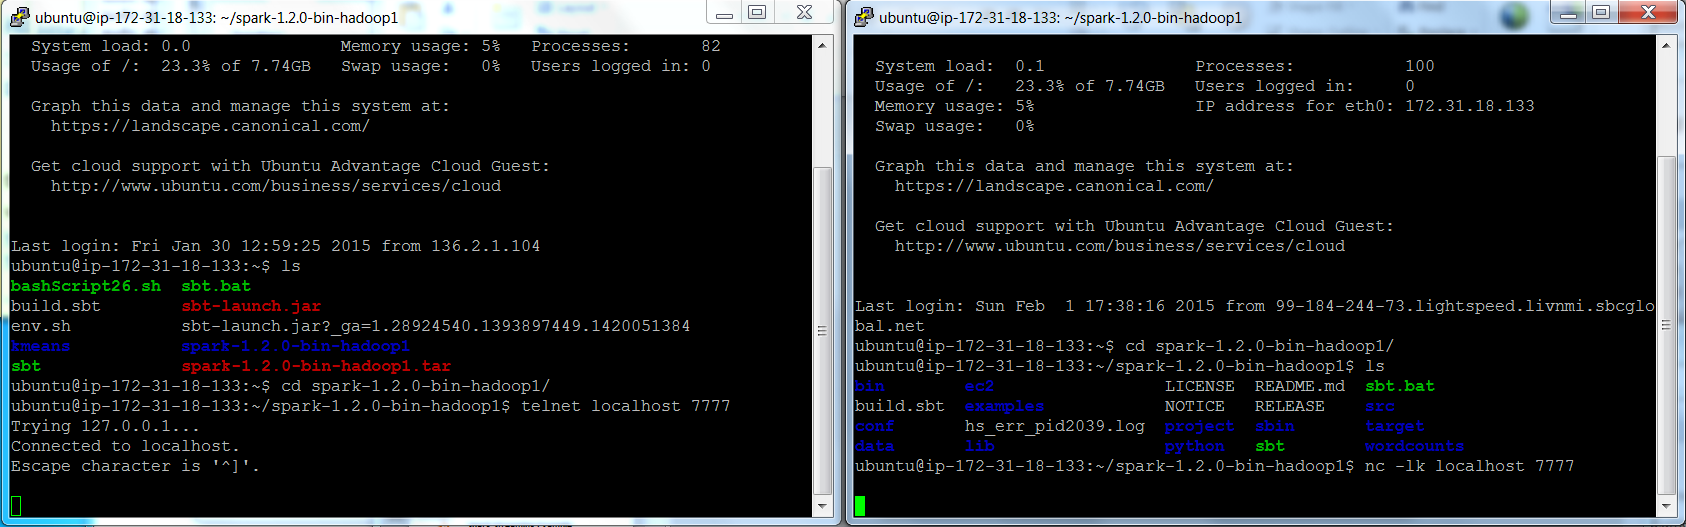 ubuntu@ip-172-31-18-133: ~/spark-1.2.0-bin-hadoop1
System load: 0.0 Memory usage: 5% Processes: 82
Usage of /: 23.3% of 7.74GB Swap usage: 0% Users logged in: 0
Graph this data and manage this system at:
https://landscape.canonical.com/
Get cloud support with Ubuntu Advantage Cloud Guest:
http://www.ubuntu.com/business/services/cloud
Last login: Fri Jan 30 12:59:25 2015 from 136.2.1.104
ubuntu@ip-172-31-18-133:~$ ls
bashScript26.sh sbt.bat
build.sbt sbt-launch.jar
env.sh sbt-launch.jar?_ga=1.28924540.1393897449.1420051384
kmeans spark-1.2.0-bin-hadoop1
sbt spark-1.2.0-bin-hadoop1.tar
ubuntu@ip-172-31-18-133:~$ cd spark-1.2.0-bin-hadoop1/
ubuntu@ip-172-31-18-133:~/spark-1.2.0-bin-hadoop1$ telnet localhost 7777
Trying 127.0.0.1...
Connected to localhost.
Escape character is '^]'.
ubuntu@ip-172-31-18-133: ~/spark-1.2.0-bin-hadoop1
System load: 0.1 Processes: 100
Usage of /: 23.3% of 7.74GB Users logged in: 0
Memory usage: 5% IP address for eth0: 172.31.18.133
Swap usage: 0%
Graph this data and manage this system at:
https://landscape.canonical.com/
Get cloud support with Ubuntu Advantage Cloud Guest:
http://www.ubuntu.com/business/services/cloud
Last login: Sun Feb 1 17:38:16 2015 from 99-184-244-73.lightspeed.livnmi.sbcglo
bal.net
ubuntu@ip-172-31-18-133:~$ cd spark-1.2.0-bin-hadoop1/
ubuntu@ip-172-31-18-133:~/spark-1.2.0-bin-hadoop1$ ls
bin ec2 LICENSE README.md sbt.bat
build.sbt examples NOTICE RELEASE src
conf hs_err_pid2039.log project sbin target
data lib python sbt wordcounts
ubuntu@ip-172-31-18-133:~/spark-1.2.0-bin-hadoop1$ nc -lk localhost 7777